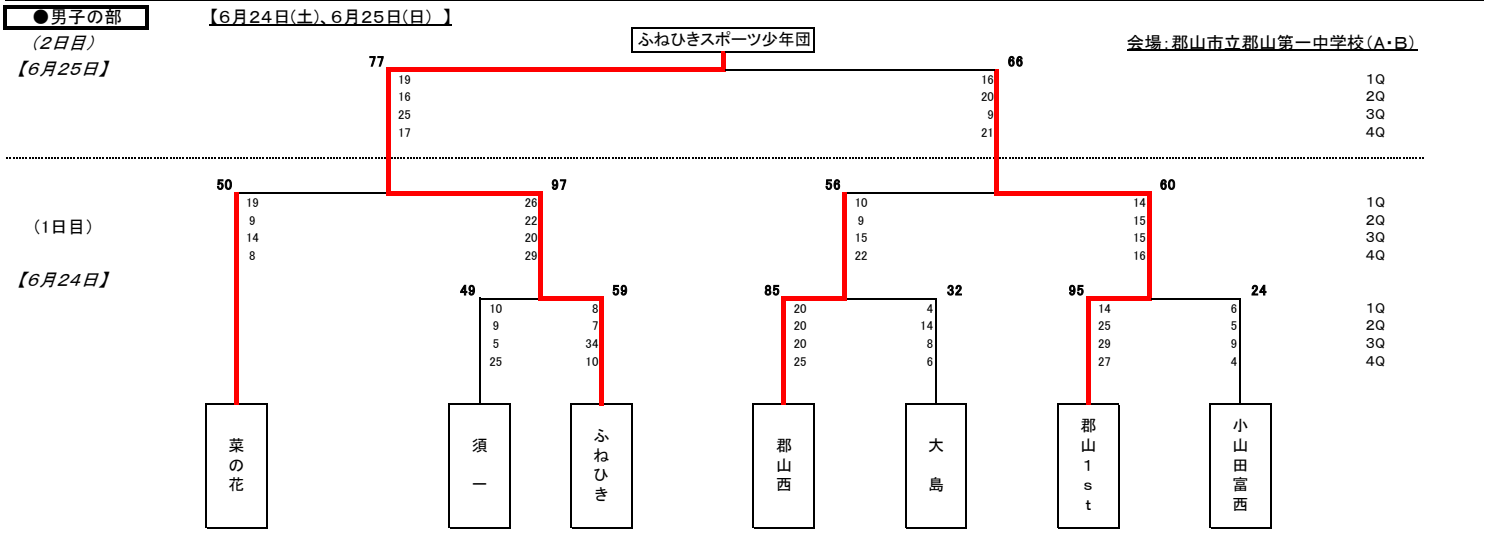 ●男子の部 【6月24日(土)、6月25日(日) 】
(2日目)
ふねひきスポーツ少年団
会場:郡山市立郡山第一中学校(A・B)
【6月25日】
77 66
19 16 1Q
16 20 2Q
25 9 3Q
17 21 4Q
50 97 56 60
19 26 10 14 1Q
9 22 9 15 2Q
(1日目)
14 20 15 15 3Q
8 29 22 16 4Q
【6月24日】
49 59 85 32 95 24
10 8 20 4 14 6 1Q
9 7 20 14 25 5 2Q
5 34 20 8 29 9 3Q
25 10 25 6 27 4 4Q
菜の花
須一
ふねひき
郡山西
大島
郡山1st
小山田富西